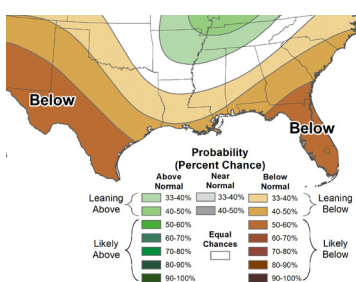 Below
Below
Probability
(Percent Chance)
Above Normal
Near Normal
Below Normal
Leaning Above
33-40%
33-40%
33-40%
Leaning Below
40-50%
40-50%
40-50%
Likely Above
50-60%
Equal Chances
50-60%
Likely Below
60-70%
60-70%
70-80%
70-80%
80-90%
80-90%
90-100%
90-100%